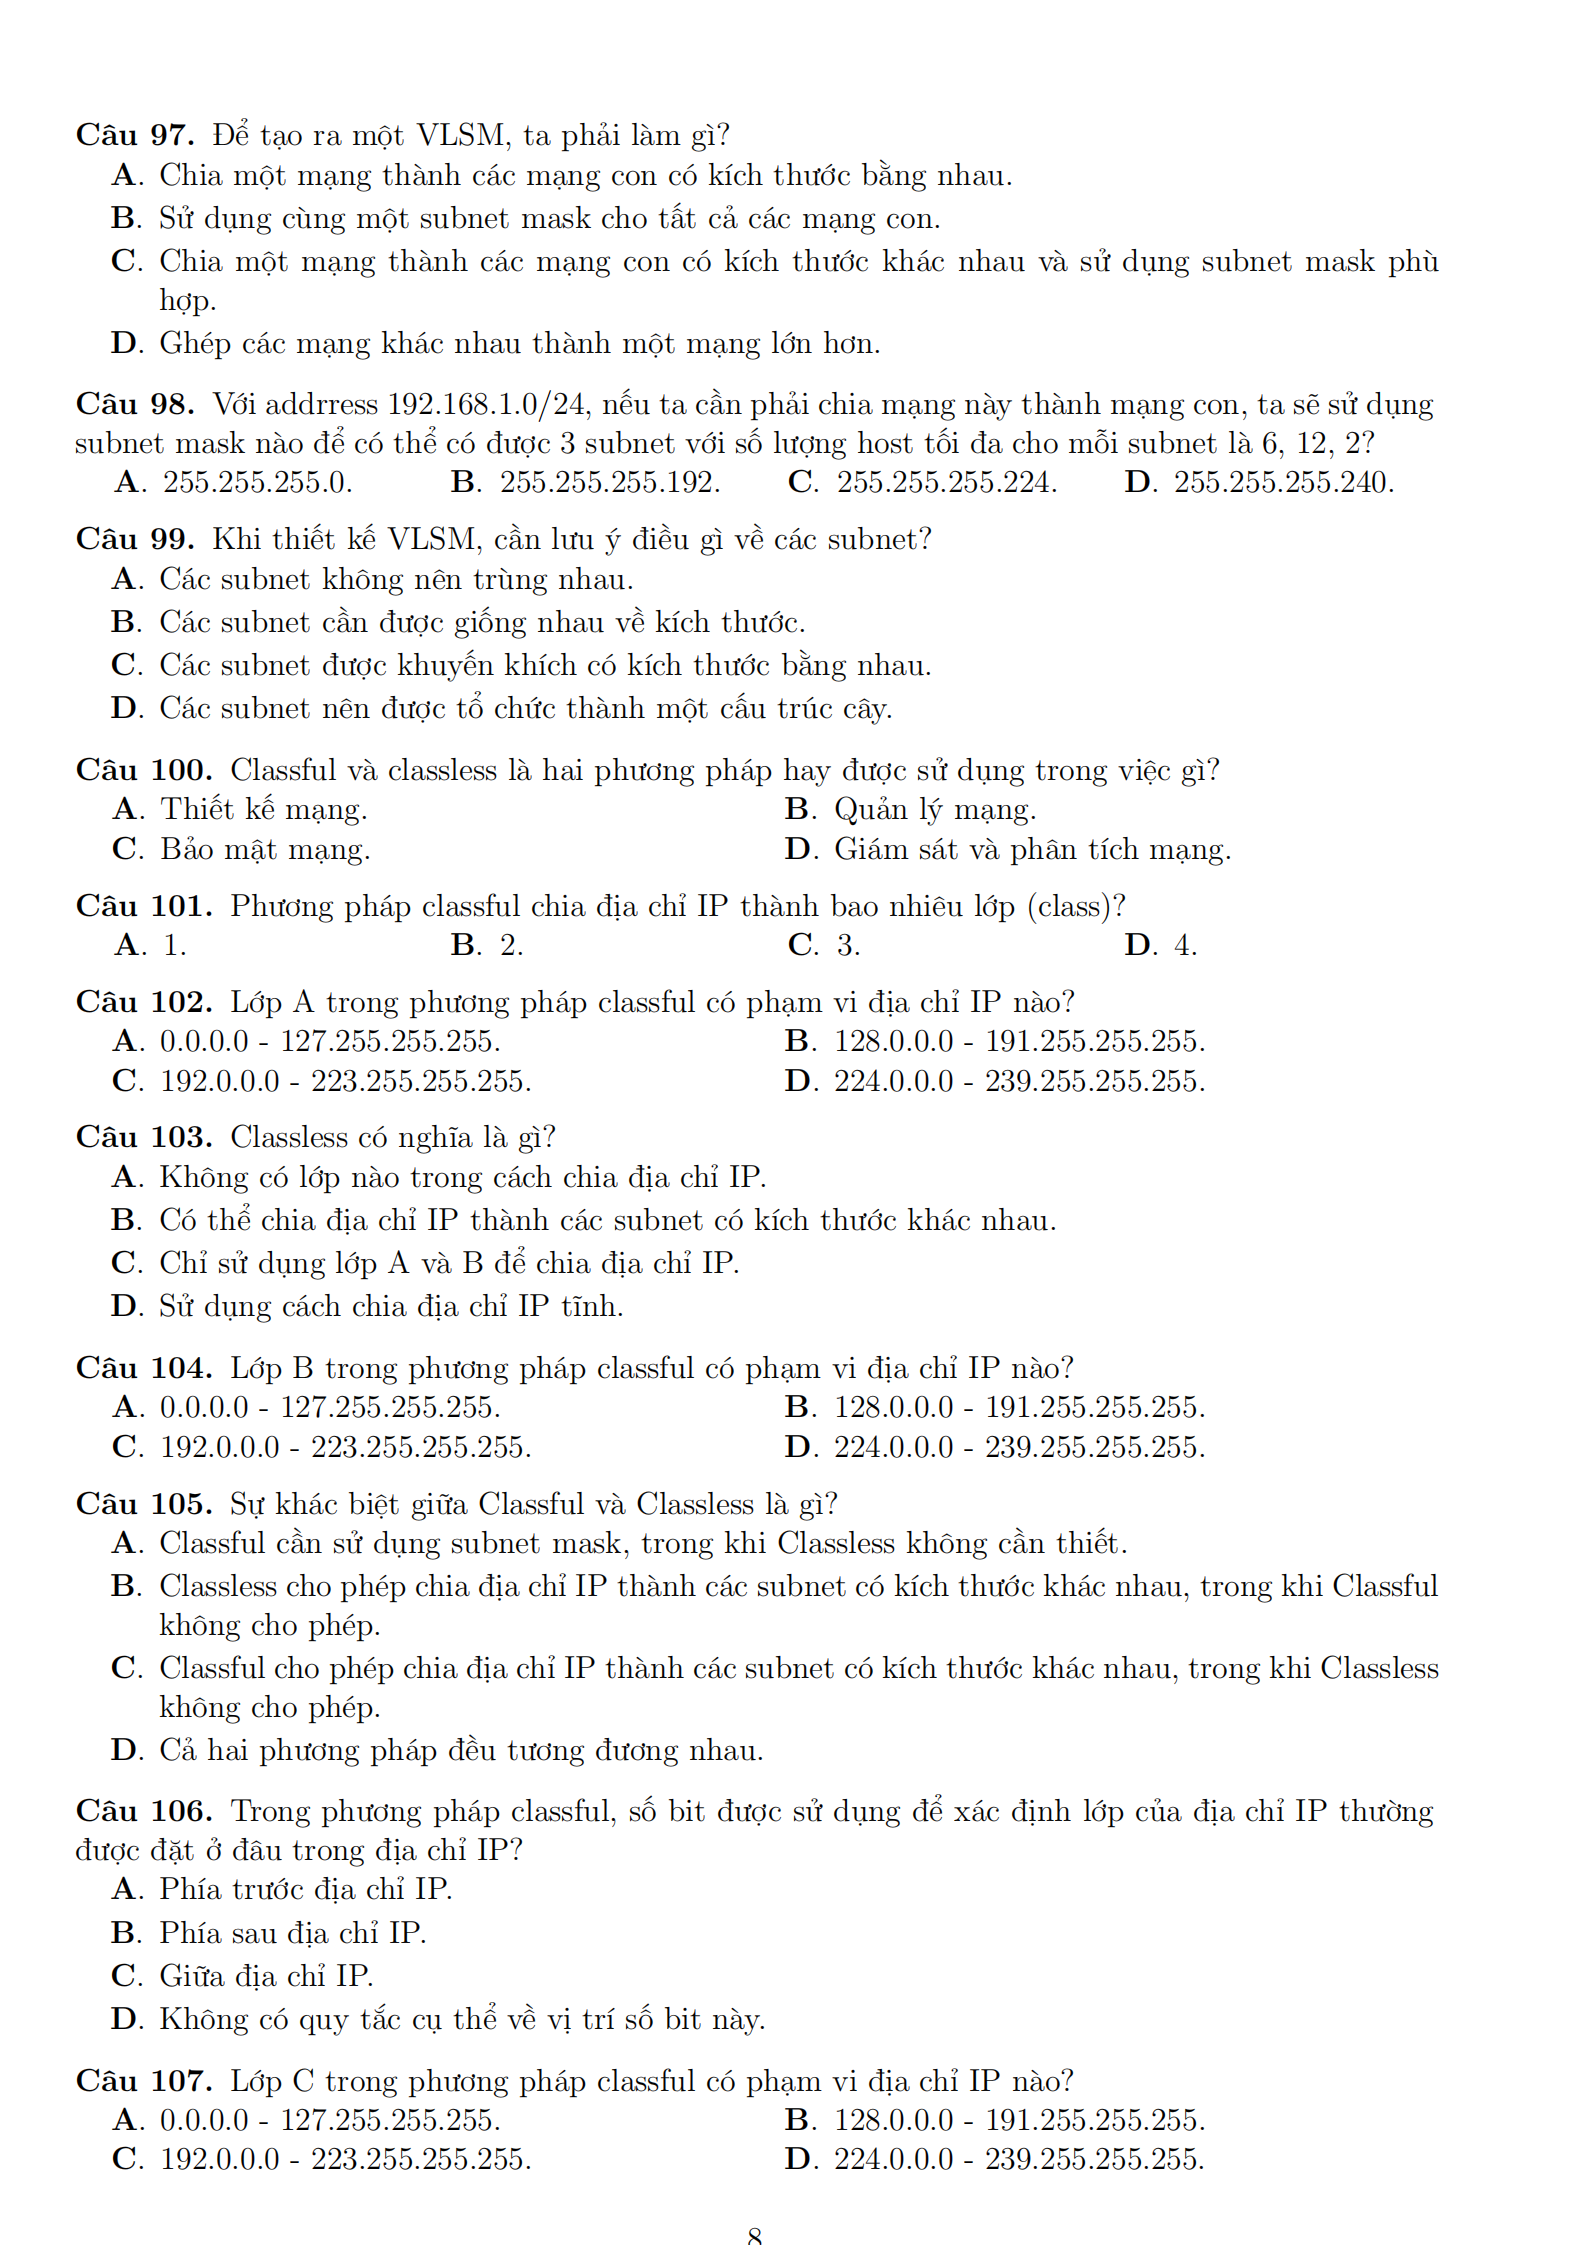 Câu 97. Để tạo ra một VLSM, ta phải làm gì?
A. Chia một mạng thành các mạng con có kích thước bằng nhau.
B. Sử dụng cùng một subnet mask cho tất cả các mạng con.
C. Chia một mạng thành các mạng con có kích thước khác nhau và sử dụng subnet mask phù
hợp.
D. Ghép các mạng khác nhau thành một mạng lớn hơn.
Câu 98. Với addrress 192.168.1.0/24, nếu ta cần phải chia mạng này thành mạng con, ta sẽ sử dụng
subnet mask nào để có thể có được 3 subnet với số lượng host tối đa cho mỗi subnet là 6, 12, 2?
A. 255.255.255.0. B. 255.255.255.192. C. 255.255.255.224. D. 255.255.255.240.
Câu 99. Khi thiết kế VLSM, cần lưu ý điều gì về các subnet?
A. Các subnet không nên trùng nhau.
B. Các subnet cần được giống nhau về kích thước.
C. Các subnet được khuyến khích có kích thước bằng nhau.
D. Các subnet nên được tổ chức thành một cấu trúc cây.
Câu 100. Classful và classless là hai phương pháp hay được sử dụng trong việc gì?
A. Thiết kế mạng. B. Quản lý mạng.
C. Bảo mật mạng. D. Giám sát và phân tích mạng.
Câu 101. Phương pháp classful chia địa chỉ IP thành bao nhiêu lớp (class)?
A. 1. B. 2. C. 3. D. 4.
Câu 102. Lớp A trong phương pháp classful có phạm vi địa chỉ IP nào?
A. 0.0.0.0 - 127.255.255.255. B. 128.0.0.0 - 191.255.255.255.
C. 192.0.0.0 - 223.255.255.255. D. 224.0.0.0 - 239.255.255.255.
Câu 103. Classless có nghĩa là gì?
A. Không có lớp nào trong cách chia địa chỉ IP.
B. Có thể chia địa chỉ IP thành các subnet có kích thước khác nhau.
C. Chỉ sử dụng lớp A và B để chia địa chỉ IP.
D. Sử dụng cách chia địa chỉ IP tĩnh.
Câu 104. Lớp B trong phương pháp classful có phạm vi địa chỉ IP nào?
A. 0.0.0.0 - 127.255.255.255. B. 128.0.0.0 - 191.255.255.255.
C. 192.0.0.0 - 223.255.255.255. D. 224.0.0.0 - 239.255.255.255.
Câu 105. Sự khác biệt giữa Classful và Classless là gì?
A. Classful cần sử dụng subnet mask, trong khi Classless không cần thiết.
B. Classless cho phép chia địa chỉ IP thành các subnet có kích thước khác nhau, trong khi Classful
không cho phép.
C. Classful cho phép chia địa chỉ IP thành các subnet có kích thước khác nhau, trong khi Classless
không cho phép.
D. Cả hai phương pháp đều tương đương nhau.
Câu 106. Trong phương pháp classful, số bit được sử dụng để xác định lớp của địa chỉ IP thường
được đặt ở đâu trong địa chỉ IP?
A. Phía trước địa chỉ IP.
B. Phía sau địa chỉ IP.
C. Giữa địa chỉ IP.
D. Không có quy tắc cụ thể về vị trí số bit này.
Câu 107. Lớp C trong phương pháp classful có phạm vi địa chỉ IP nào?
A. 0.0.0.0 - 127.255.255.255. B. 128.0.0.0 - 191.255.255.255.
C. 192.0.0.0 - 223.255.255.255. D. 224.0.0.0 - 239.255.255.255.
8